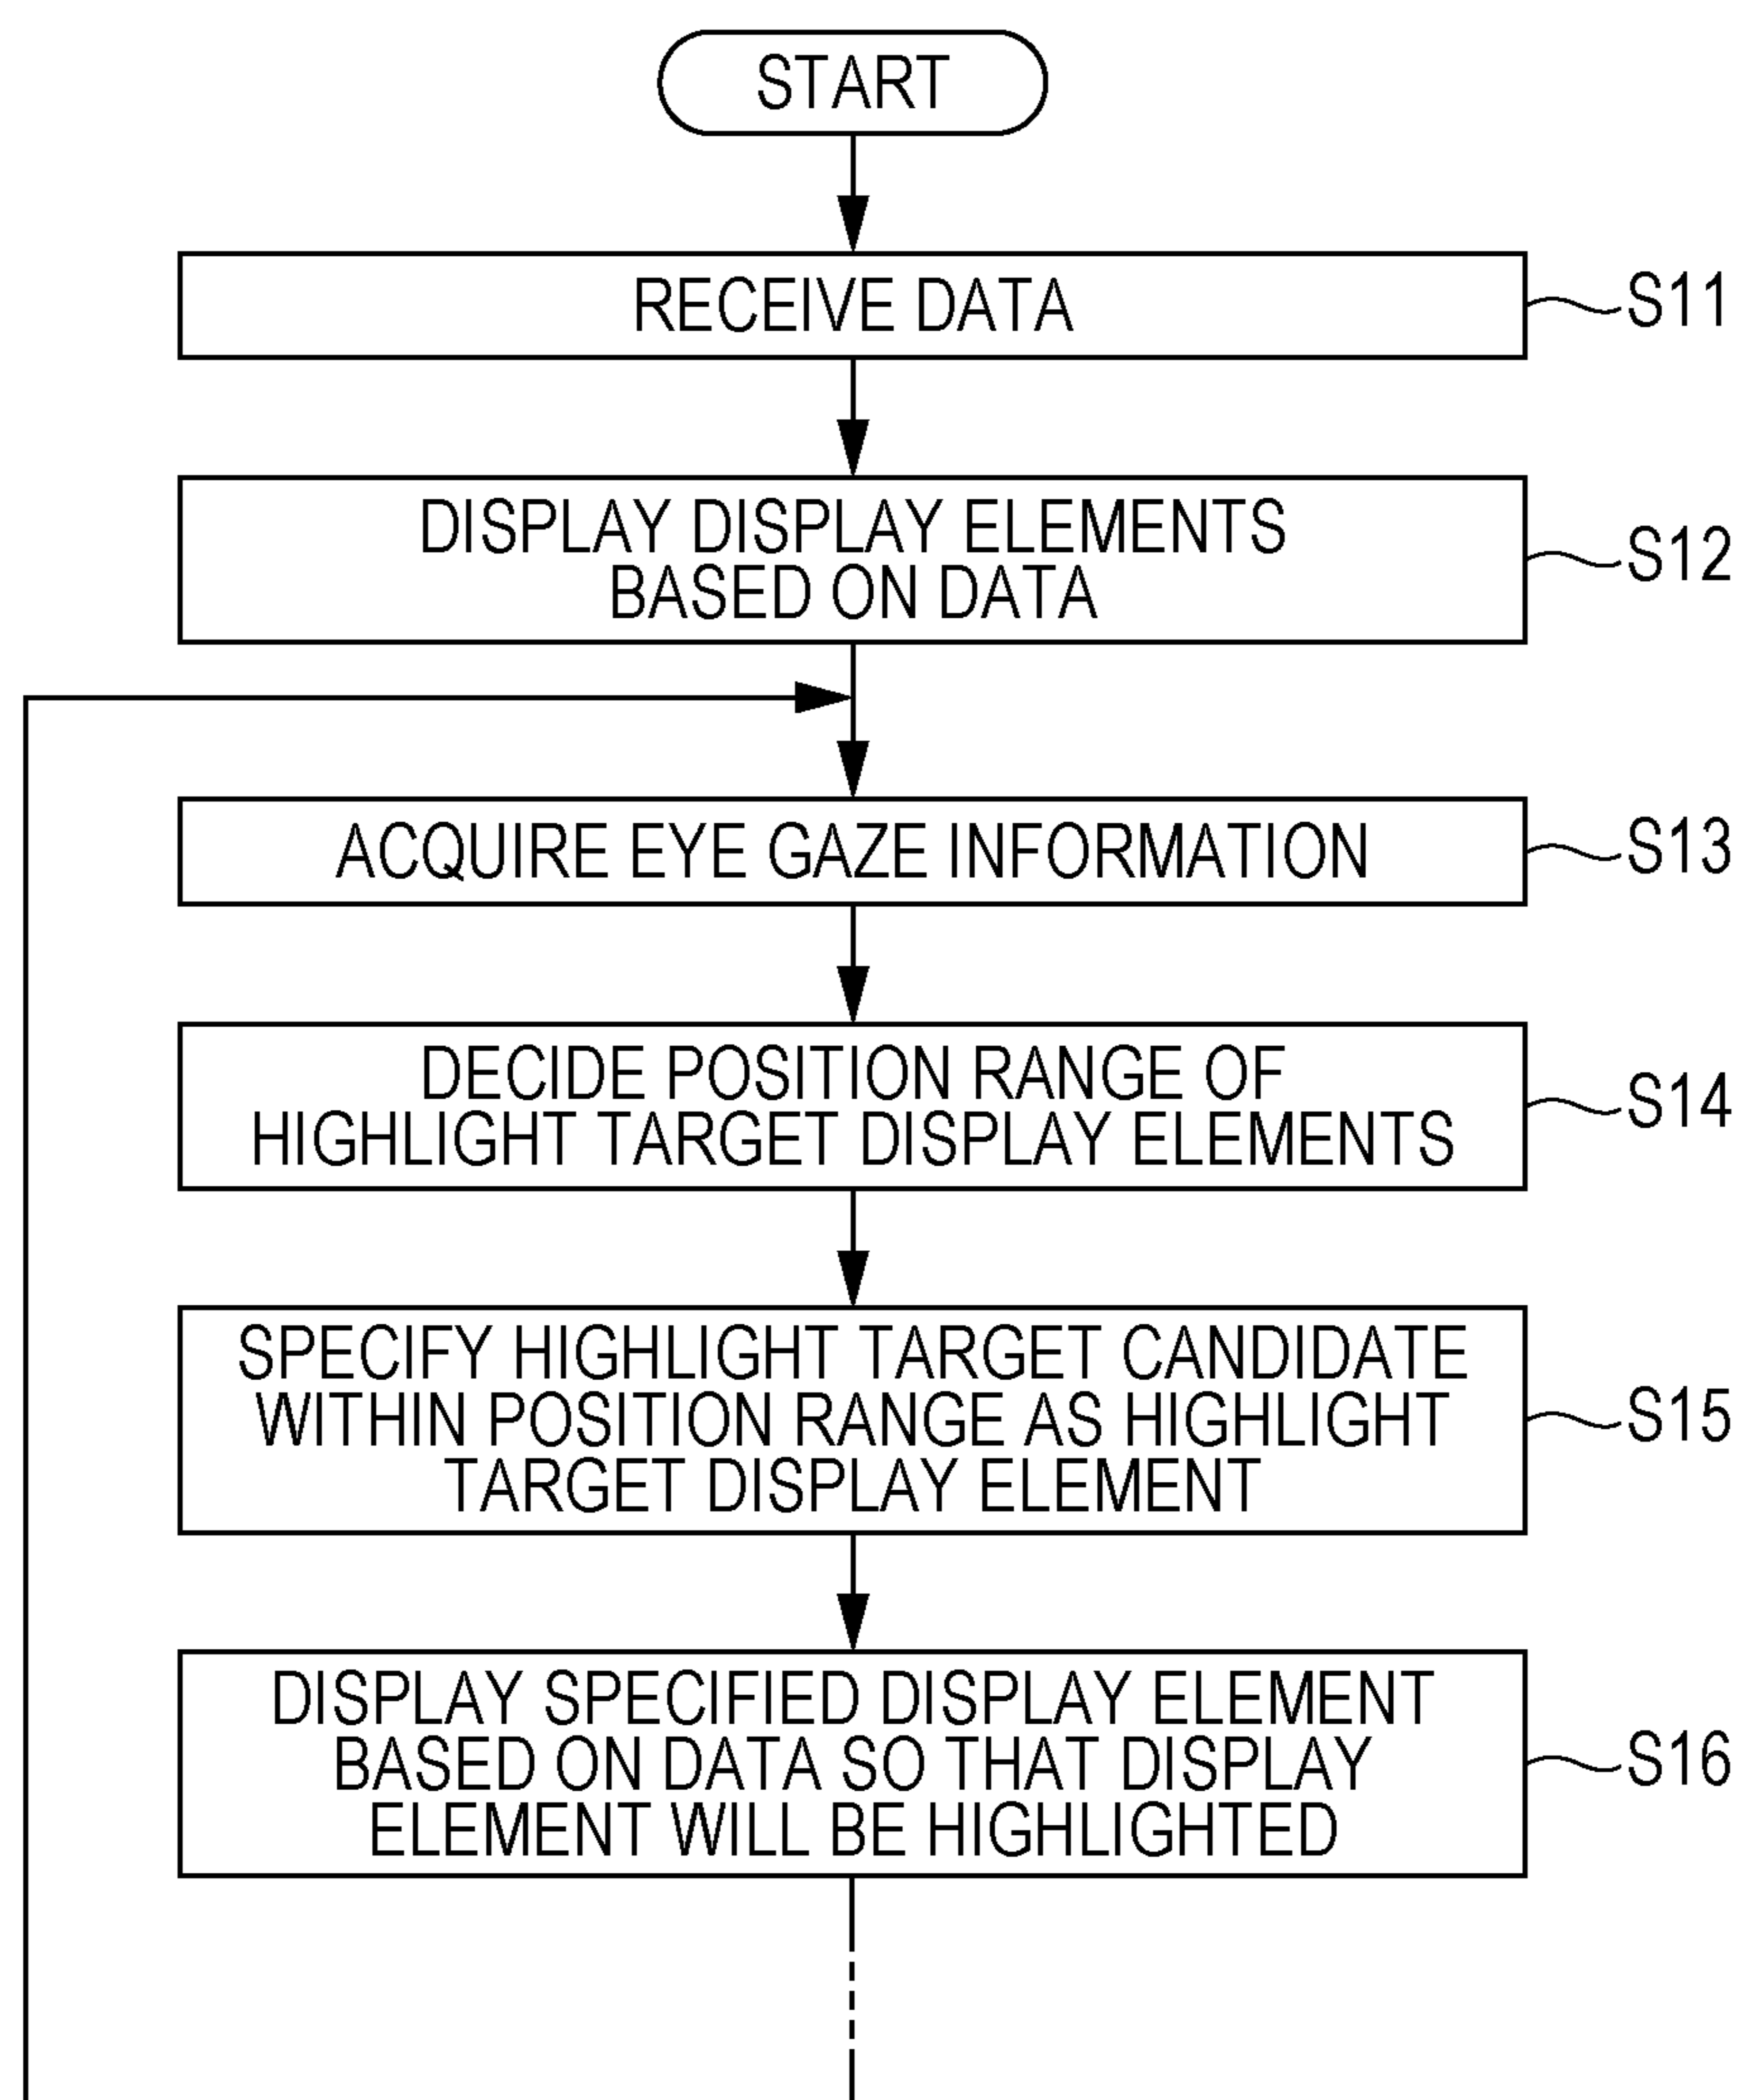 START
RECEIVE DATA
S11
DISPLAY DISPLAY ELEMENTS
BASED ON DATA
S12
ACQUIRE EYE GAZE INFORMATION
S13
DECIDE POSITION RANGE OF
HIGHLIGHT TARGET DISPLAY ELEMENTS
S14
SPECIFY HIGHLIGHT TARGET CANDIDATE
WITHIN POSITION RANGE AS HIGHLIGHT
TARGET DISPLAY ELEMENT
S15
DISPLAY SPECIFIED DISPLAY ELEMENT
BASED ON DATA SO THAT DISPLAY
ELEMENT WILL BE HIGHLIGHTED
S16